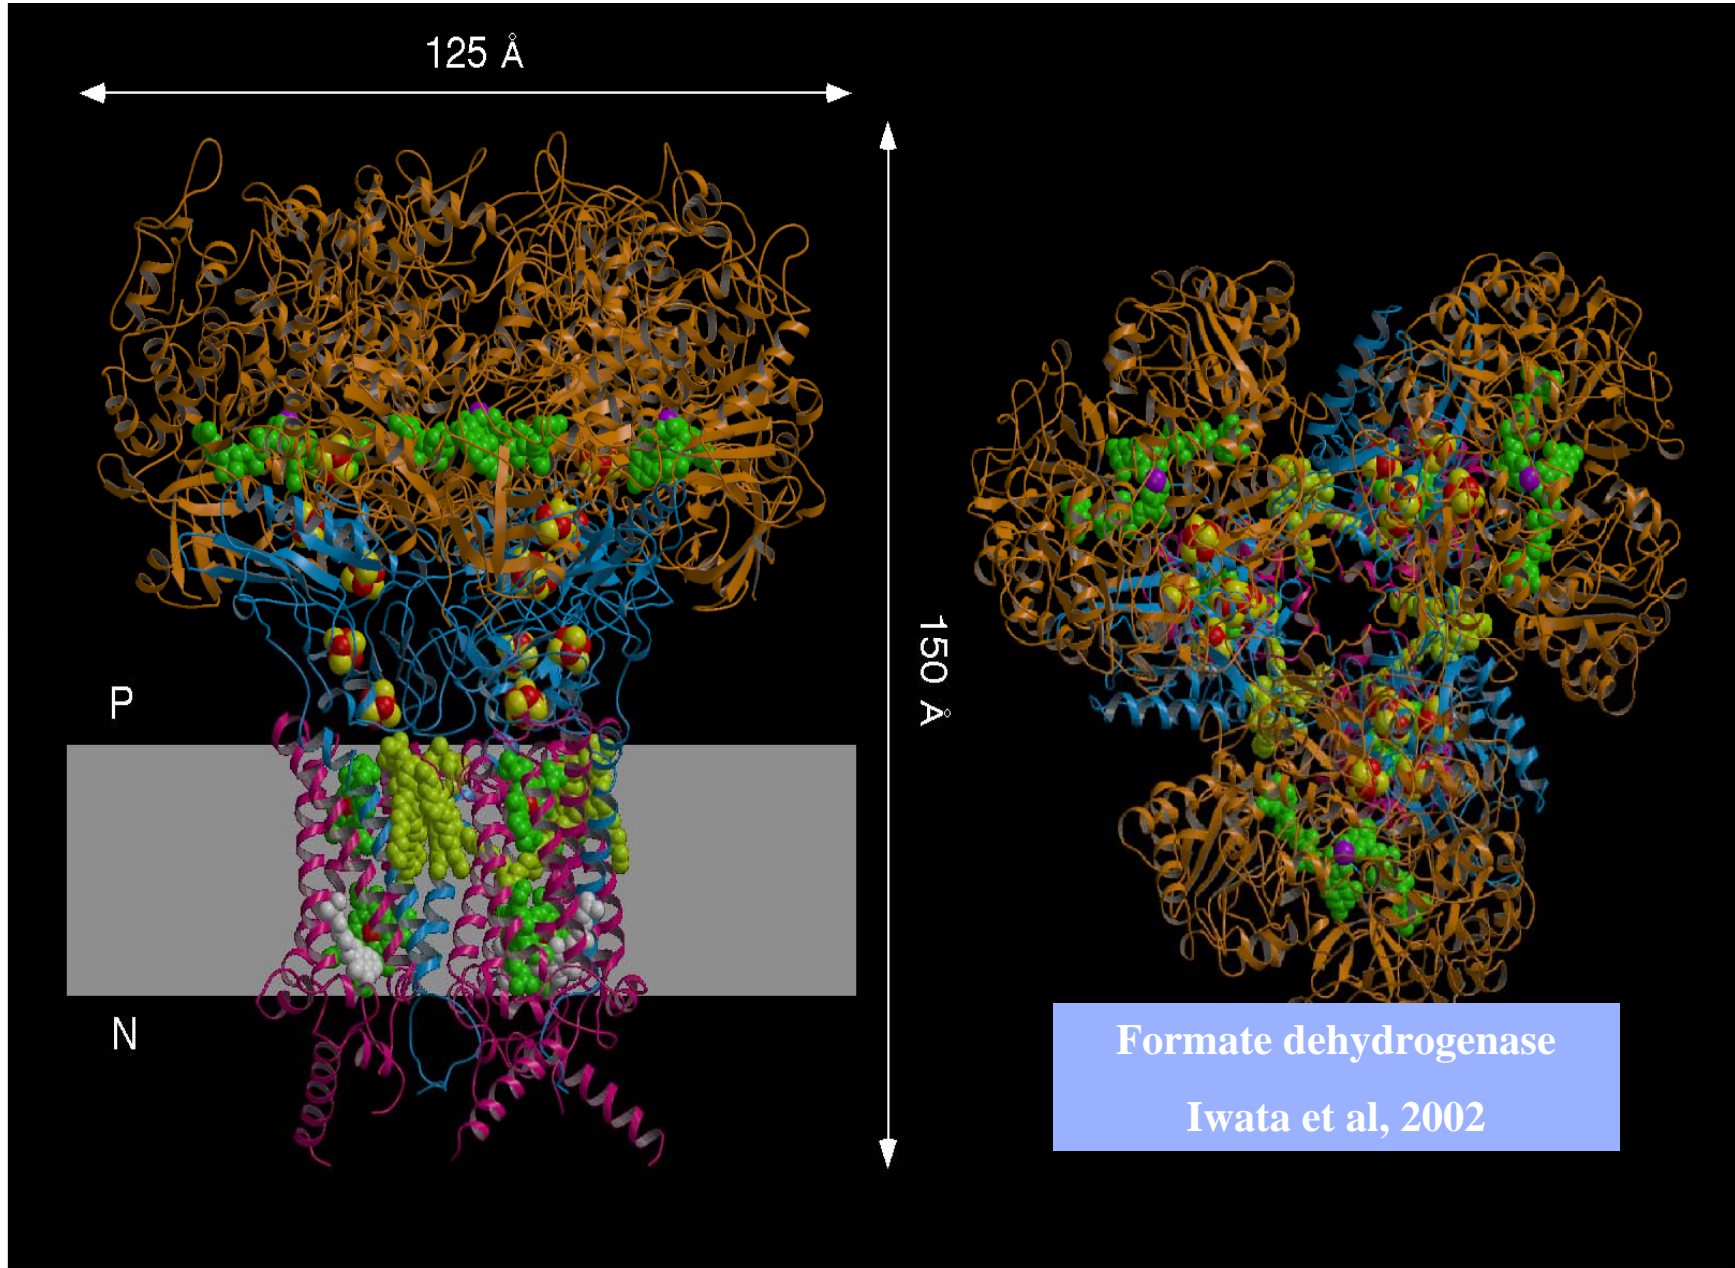 125 Å
150 Å
P
N
Formate dehydrogenase
Iwata et al, 2002